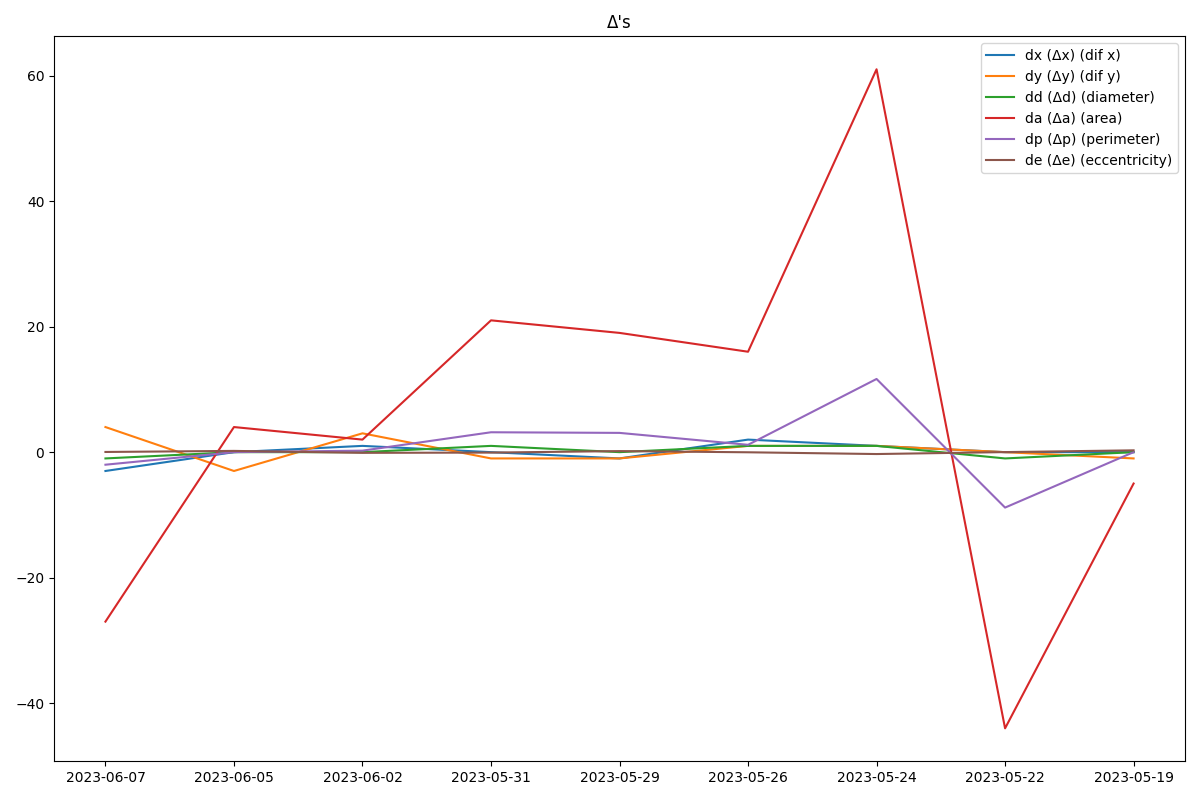 Δ's
dx (Δx) (dif x)
dy (Δy) (dif y)
dd (Δd) (diameter)
da (Δa) (area)
dp (Δp) (perimeter)
de (Δe) (eccentricity)
60
40
20
0
−20
−40
2023-06-07 2023-06-05 2023-06-02 2023-05-31 2023-05-29 2023-05-26 2023-05-24 2023-05-22 2023-05-19